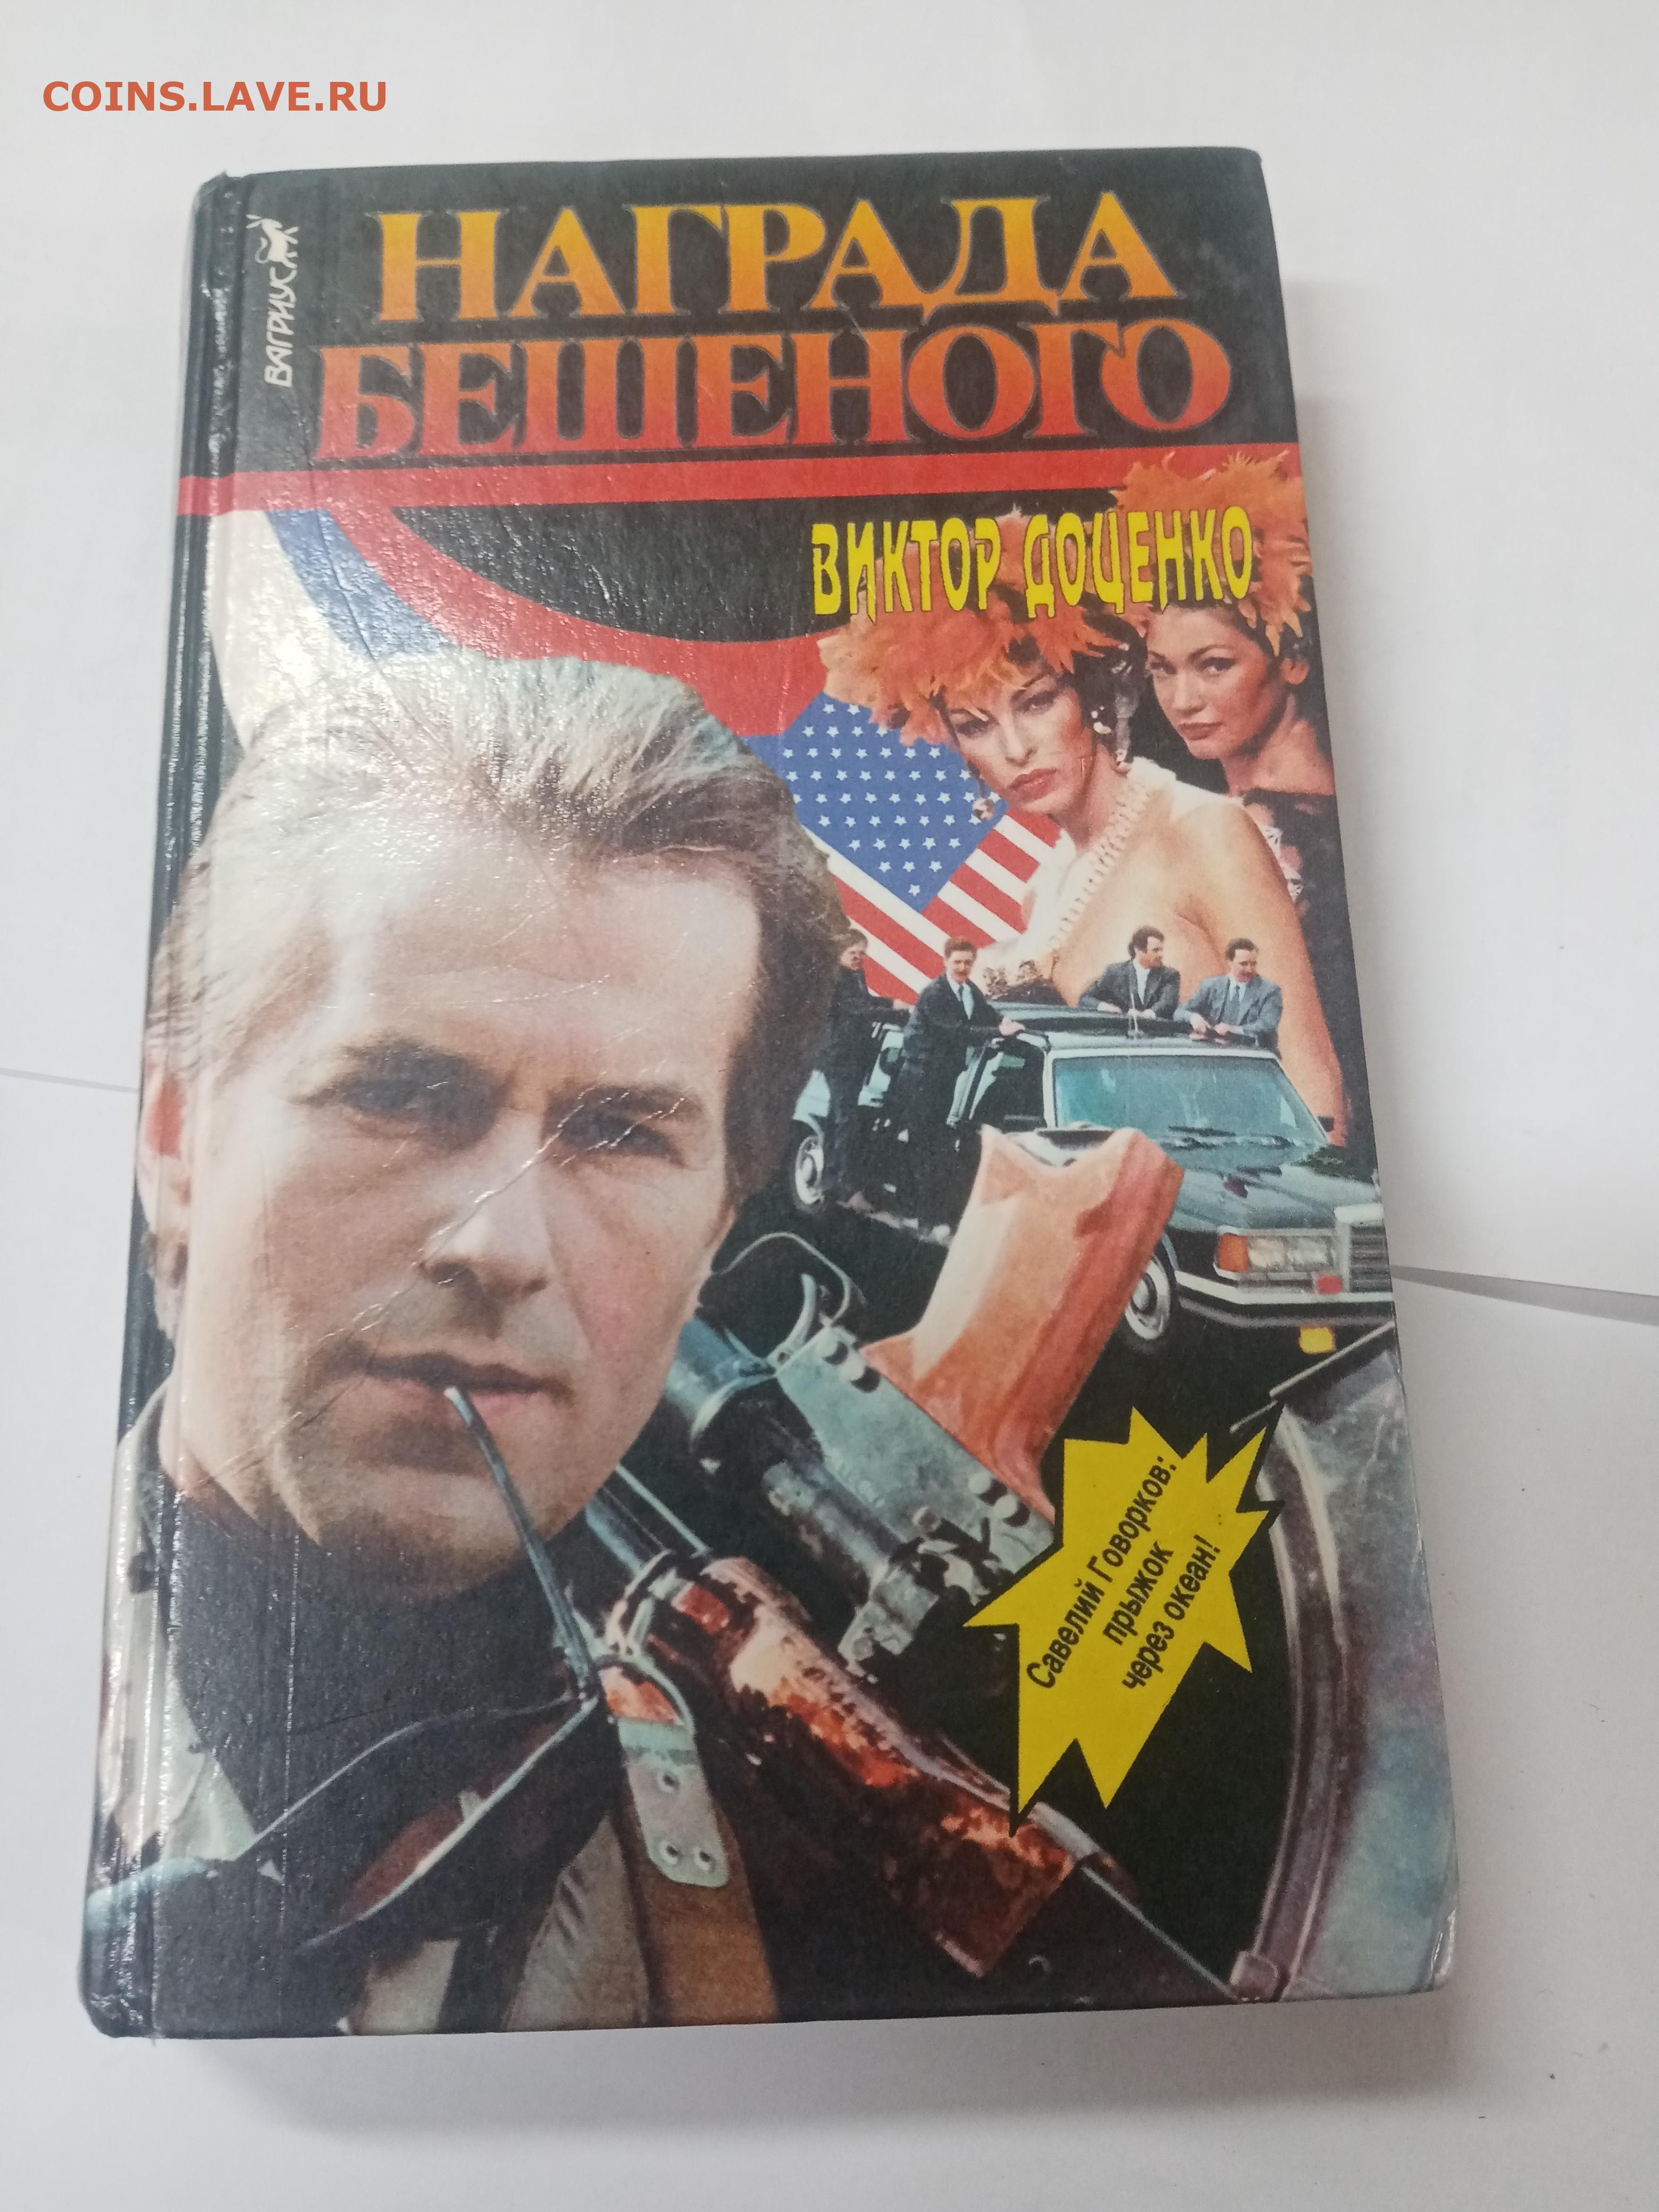 COINS.LAVE.RU
ВАГРИУС
НАГРАДА
БЕШЕНОГО
ВИКТОР ДОЦЕНКО
Савелий Говорков:
прыжок
через океан!